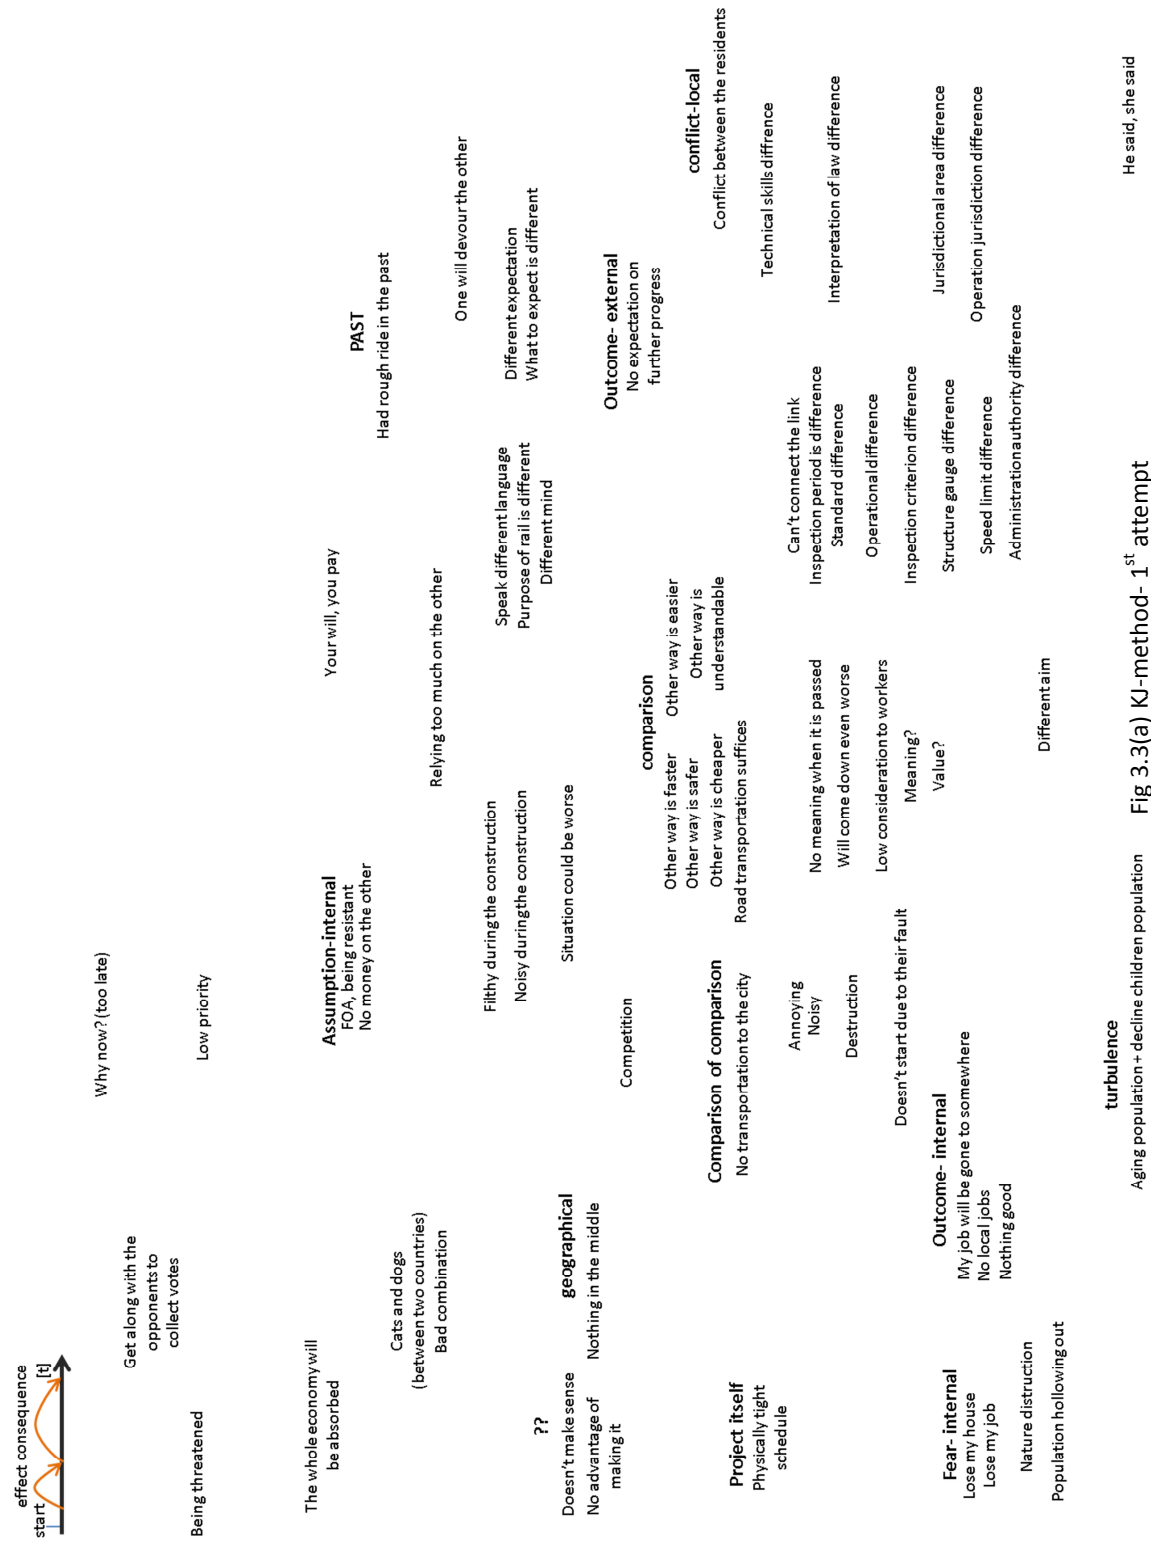 effect consequence
start
[t]
Being threatened
Get along with the
opponents to
collect votes
Why now? (too late)
Low priority
The whole economy will
be absorbed
Assumption-internal
FOA, being resistant
No money on the other
Your will, you pay
PAST
Had rough ride in the past
Cats and dogs
(between two countries)
Bad combination
Relying too much on the other
One will devour the other
Filthy during the construction
Noisy during the construction
Situation could be worse
Speak different language
Purpose of rail is different
Different mind
Different expectation
What to expect is different
??
Doesn't make sense
No advantage of
making it
geographical
Nothing in the middle
Competition
Outcome- external
No expectation on
further progress
comparison
Other way is faster
Other way is safer
Other way is cheaper
Road transportation suffices
Other way is easier
Other way is
understandable
conflict-local
Conflict between the residents
Project itself
Physically tight
schedule
Comparison of comparison
No transportation to the city
Technical skills diffrence
Annoying
Noisy
Destruction
No meaning when it is passed
Will come down even worse
Low consideration to workers
Meaning?
Value?
Can't connect the link
Inspection period is difference
Standard difference
Operational difference
Inspection criterion difference
Structure gauge difference
Speed limit difference
Administration authority difference
Interpretation of law difference
Jurisdictional area difference
Operation jurisdiction difference
Doesn't start due to their fault
Fear- internal
Lose my house
Lose my job
Nature distruction
Population hollowing out
Outcome- internal
My job will be gone to somewhere
No local jobs
Nothing good
Different aim
turbulence
Aging population + decline children population
He said, she said
Fig 3.3(a) KJ-method- 1st attempt